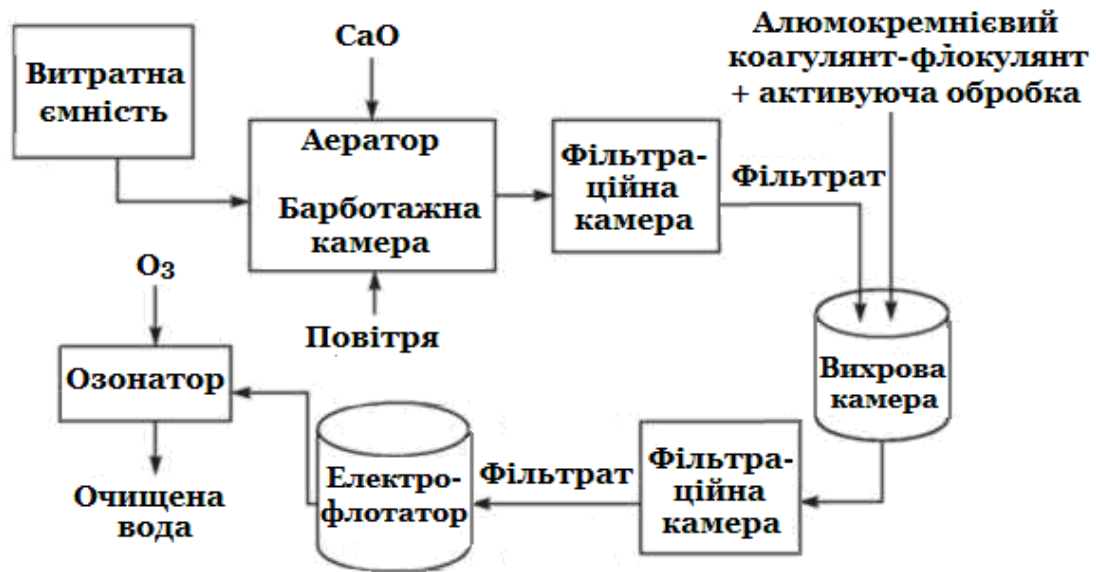 Витратна
ємність
CaO
Аератор
Барботажна
камера
Повітря
Фільтра-
ційна
камера
Фільтрат
Алюмокремнієвий
коагулянт-флокулянт
+ активуюча обробка
Вихрова
камера
Фільтра-
ційна
камера
Фільтрат
Електро-
флотатор
O3
Озонатор
Очищена
вода